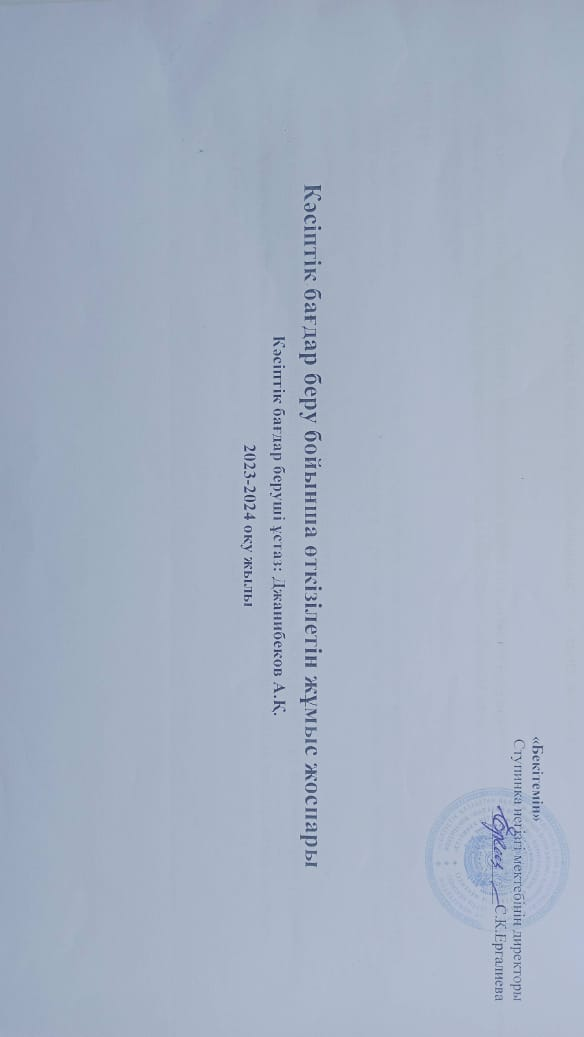 «Бекітемін»
Ступинка негізгі мектебінің директоры
С.К.Ергалиева
Кәсіптік бағдар беру бойынша өткізілетін жұмыс жоспары
Кәсіптік бағдар беруші ұстаз: Джанибеков А.Қ.
2023-2024 оқу жылы